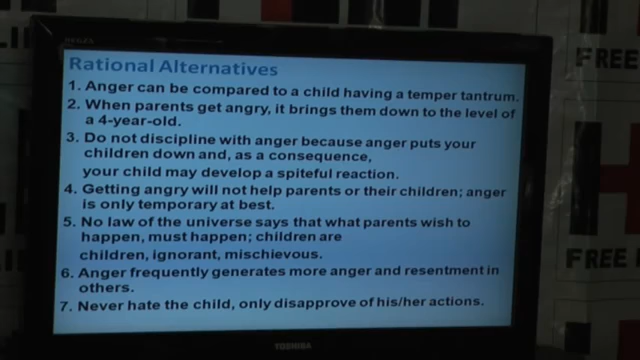 Rational Alternatives
1. Anger can be compared to a child having a temper tantrum.
2. When parents get angry, it brings them down to the level of
a 4-year-old.
3. Do not discipline with anger because anger puts your
children down and, as a consequence,
your child may develop a spiteful reaction.
4. Getting angry will not help parents or their children; anger
is only temporary at best.
5. No law of the universe says that what parents wish to
happen, must happen; children are
children, ignorant, mischievous.
6. Anger frequently generates more anger and resentment in
others.
7. Never hate the child, only disapprove of his/her actions.
TOSHIBA
FREE
FREE